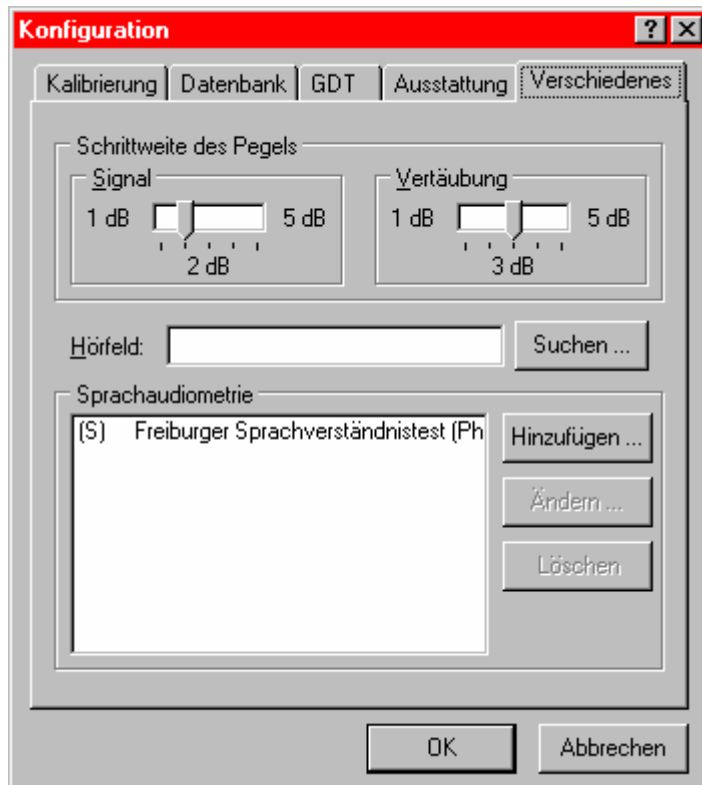 Konfiguration
Kalibrierung Datenbank GDT Ausstattung Verschiedenes
Schrittweite des Pegels
Signal
1 dB 5 dB
2 dB
Vertäubung
1 dB 5 dB
3 dB
Hörfeld: Suchen ...
Sprachaudiometrie
(S) Freiburger Sprachverständnistest (Ph
Hinzufügen ...
Ändern ...
Löschen
OK Abbrechen